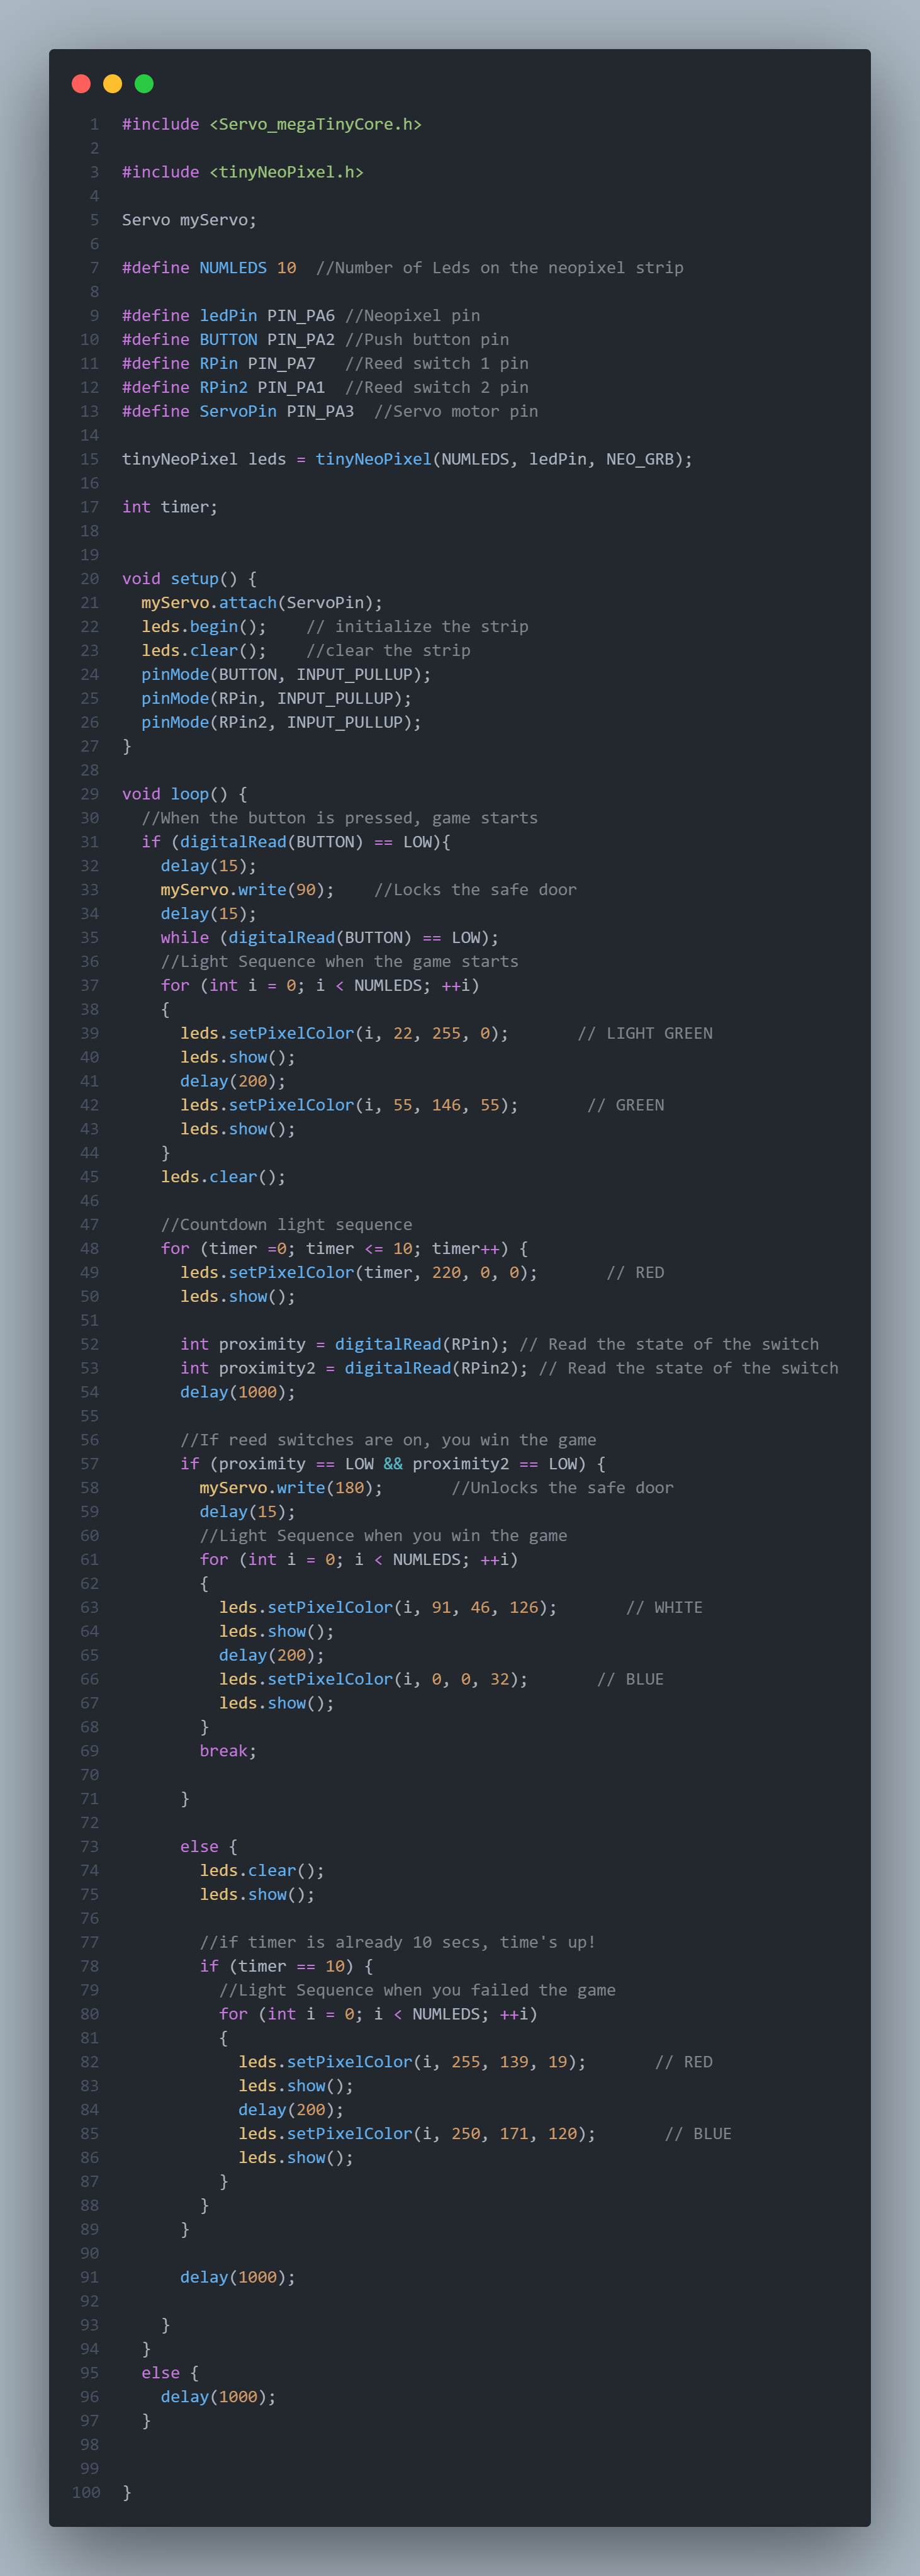 1 #include <Servo_megaTinyCore.h>
2
3 #include <tinyNeoPixel.h>
4
5 Servo myServo;
6
7 #define NUMLEDS 10  //Number of Leds on the neopixel strip
8
9 #define ledPin PIN_PA6 //Neopixel pin
10 #define BUTTON PIN_PA2 //Push button pin
11 #define RPin PIN_PA7   //Reed switch 1 pin
12 #define RPin2 PIN_PA1  //Reed switch 2 pin
13 #define ServoPin PIN_PA3  //Servo motor pin
14
15 tinyNeoPixel leds = tinyNeoPixel(NUMLEDS, ledPin, NEO_GRB);
16
17 int timer;
18
19
20 void setup() {
21   myServo.attach(ServoPin);
22   leds.begin();    // initialize the strip
23   leds.clear();    //clear the strip
24   pinMode(BUTTON, INPUT_PULLUP);
25   pinMode(RPin, INPUT_PULLUP);
26   pinMode(RPin2, INPUT_PULLUP);
27 }
28
29 void loop() {
30   //When the button is pressed, game starts
31   if (digitalRead(BUTTON) == LOW){
32     delay(15);
33     myServo.write(90);    //Locks the safe door
34     delay(15);
35     while (digitalRead(BUTTON) == LOW);
36     //Light Sequence when the game starts
37     for (int i = 0; i < NUMLEDS; ++i)
38     {
39       leds.setPixelColor(i, 22, 255, 0);       // LIGHT GREEN
40       leds.show();
41       delay(200);
42       leds.setPixelColor(i, 55, 146, 55);       // GREEN
43       leds.show();
44     }
45     leds.clear();
46
47     //Countdown light sequence
48     for (timer =0; timer <= 10; timer++) {
49       leds.setPixelColor(timer, 220, 0, 0);       // RED
50       leds.show();
51
52       int proximity = digitalRead(RPin); // Read the state of the switch
53       int proximity2 = digitalRead(RPin2); // Read the state of the switch
54       delay(1000);
55
56       //If reed switches are on, you win the game
57       if (proximity == LOW && proximity2 == LOW) {
58         myServo.write(180);       //Unlocks the safe door
59         delay(15);
60         //Light Sequence when you win the game
61         for (int i = 0; i < NUMLEDS; ++i)
62         {
63           leds.setPixelColor(i, 91, 46, 126);       // WHITE
64           leds.show();
65           delay(200);
66           leds.setPixelColor(i, 0, 0, 32);       // BLUE
67           leds.show();
68         }
69         break;
70
71       }
72
73       else {
74         leds.clear();
75         leds.show();
76
77         //if timer is already 10 secs, time's up!
78         if (timer == 10) {
79           //Light Sequence when you failed the game
80           for (int i = 0; i < NUMLEDS; ++i)
81           {
82             leds.setPixelColor(i, 255, 139, 19);       // RED
83             leds.show();
84             delay(200);
85             leds.setPixelColor(i, 250, 171, 120);       // BLUE
86             leds.show();
87           }
88         }
89       }
90
91       delay(1000);
92
93     }
94   }
95   else {
96     delay(1000);
97   }
98
99
100 }